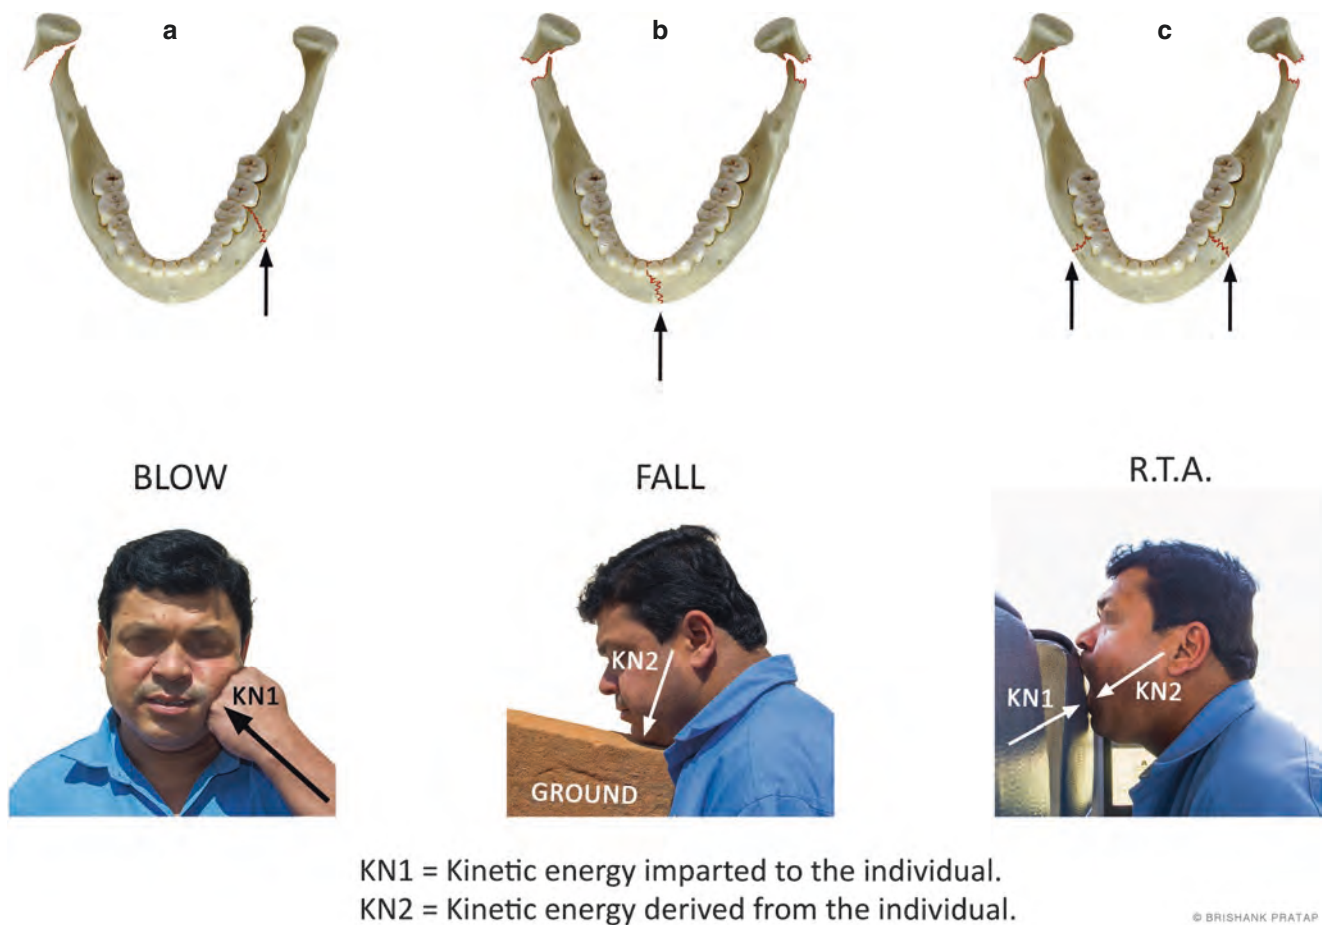 a
b
c
BLOW
FALL
R.T.A.
KN1
KN2
GROUND
KN1
KN2
KN1 = Kinetic energy imparted to the individual.
KN2 = Kinetic energy derived from the individual.
© BRISHANK PRATAP